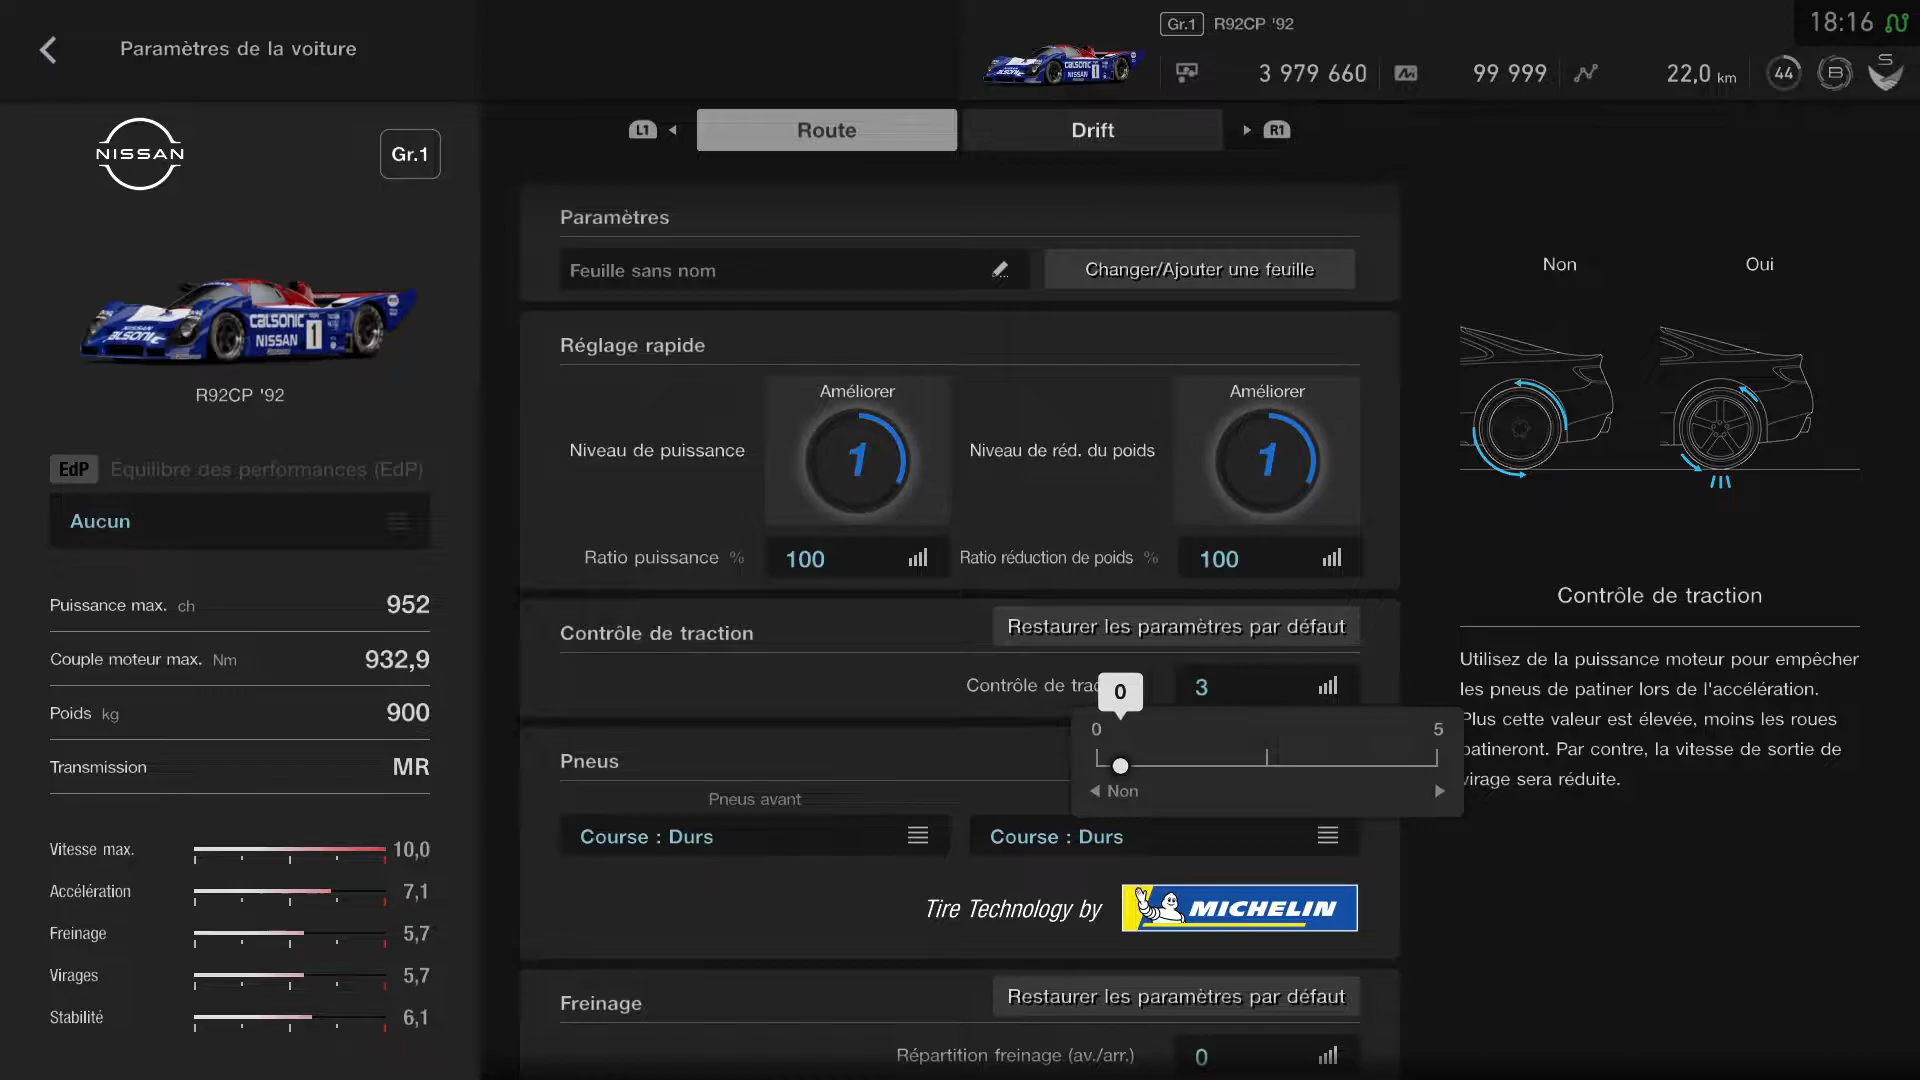 Paramètres de la voiture
Gr.1 R92CP '92
3 979 660
99 999
22,0 km
44
B
S
18:16
NISSAN
Gr.1
CALSONIC
NISSAN
1
R92CP '92
EdP Équilibre des performances (EdP)
Aucun
Puissance max. ch 952
Couple moteur max. Nm 932,9
Poids kg 900
Transmission MR
Vitesse max. 10,0
Accélération 7,1
Freinage 5,7
Virages 5,7
Stabilité 6,1
L1 Route Drift R1
Paramètres
Feuille sans nom
Changer/Ajouter une feuille
Réglage rapide
Niveau de puissance
Améliorer
1
Niveau de réd. du poids
Améliorer
1
Ratio puissance % 100
Ratio réduction de poids % 100
Contrôle de traction
Restaurer les paramètres par défaut
Contrôle de trac 3
0
0 5
Non
Pneus
Pneus avant
Course : Durs
Course : Durs
Tire Technology by MICHELIN
Freinage
Restaurer les paramètres par défaut
Répartition freinage (av./arr.) 0
Non Oui
Contrôle de traction
Utilisez de la puissance moteur pour empêcher
les pneus de patiner lors de l'accélération.
Plus cette valeur est élevée, moins les roues
patineront. Par contre, la vitesse de sortie de
virage sera réduite.